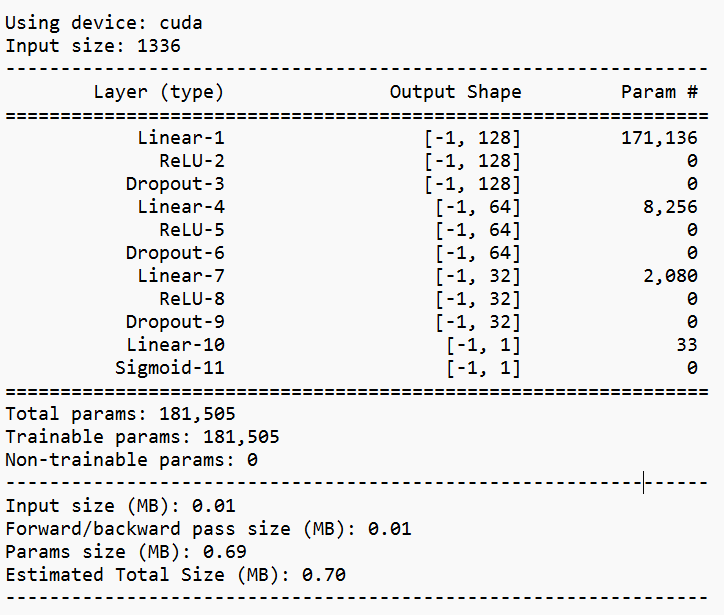 Using device: cuda
Input size: 1336
----------------------------------------------------------------
Layer (type) Output Shape Param #
================================================================
Linear-1 [-1, 128] 171,136
ReLU-2 [-1, 128] 0
Dropout-3 [-1, 128] 0
Linear-4 [-1, 64] 8,256
ReLU-5 [-1, 64] 0
Dropout-6 [-1, 64] 0
Linear-7 [-1, 32] 2,080
ReLU-8 [-1, 32] 0
Dropout-9 [-1, 32] 0
Linear-10 [-1, 1] 33
Sigmoid-11 [-1, 1] 0
================================================================
Total params: 181,505
Trainable params: 181,505
Non-trainable params: 0
----------------------------------------------------------------
Input size (MB): 0.01
Forward/backward pass size (MB): 0.01
Params size (MB): 0.69
Estimated Total Size (MB): 0.70
----------------------------------------------------------------